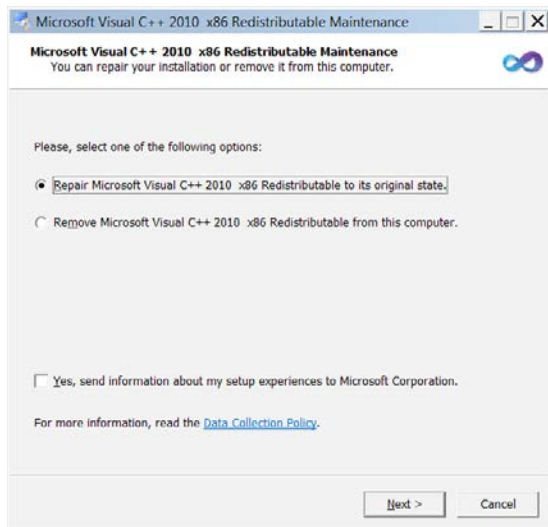 Microsoft Visual C++ 2010 x86 Redistributable Maintenance
Microsoft Visual C++ 2010 x86 Redistributable Maintenance
You can repair your installation or remove it from this computer.
Please, select one of the following options:
Repair Microsoft Visual C++ 2010 x86 Redistributable to its original state.
Remove Microsoft Visual C++ 2010 x86 Redistributable from this computer.
Yes, send information about my setup experiences to Microsoft Corporation.
For more information, read the Data Collection Policy.
Next > Cancel